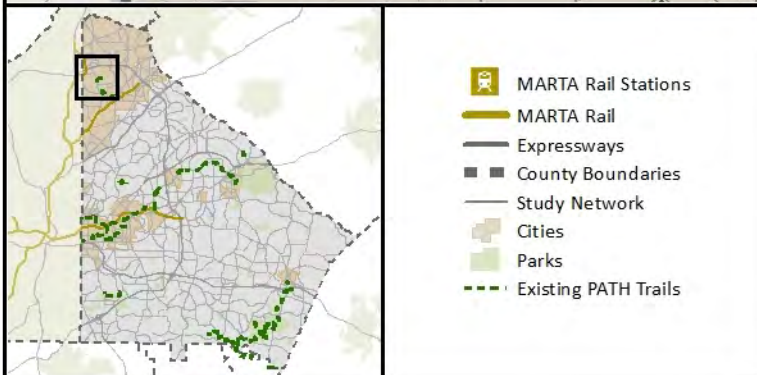 MARTA Rail Stations
MARTA Rail
Expressways
County Boundaries
Study Network
Cities
Parks
Existing PATH Trails